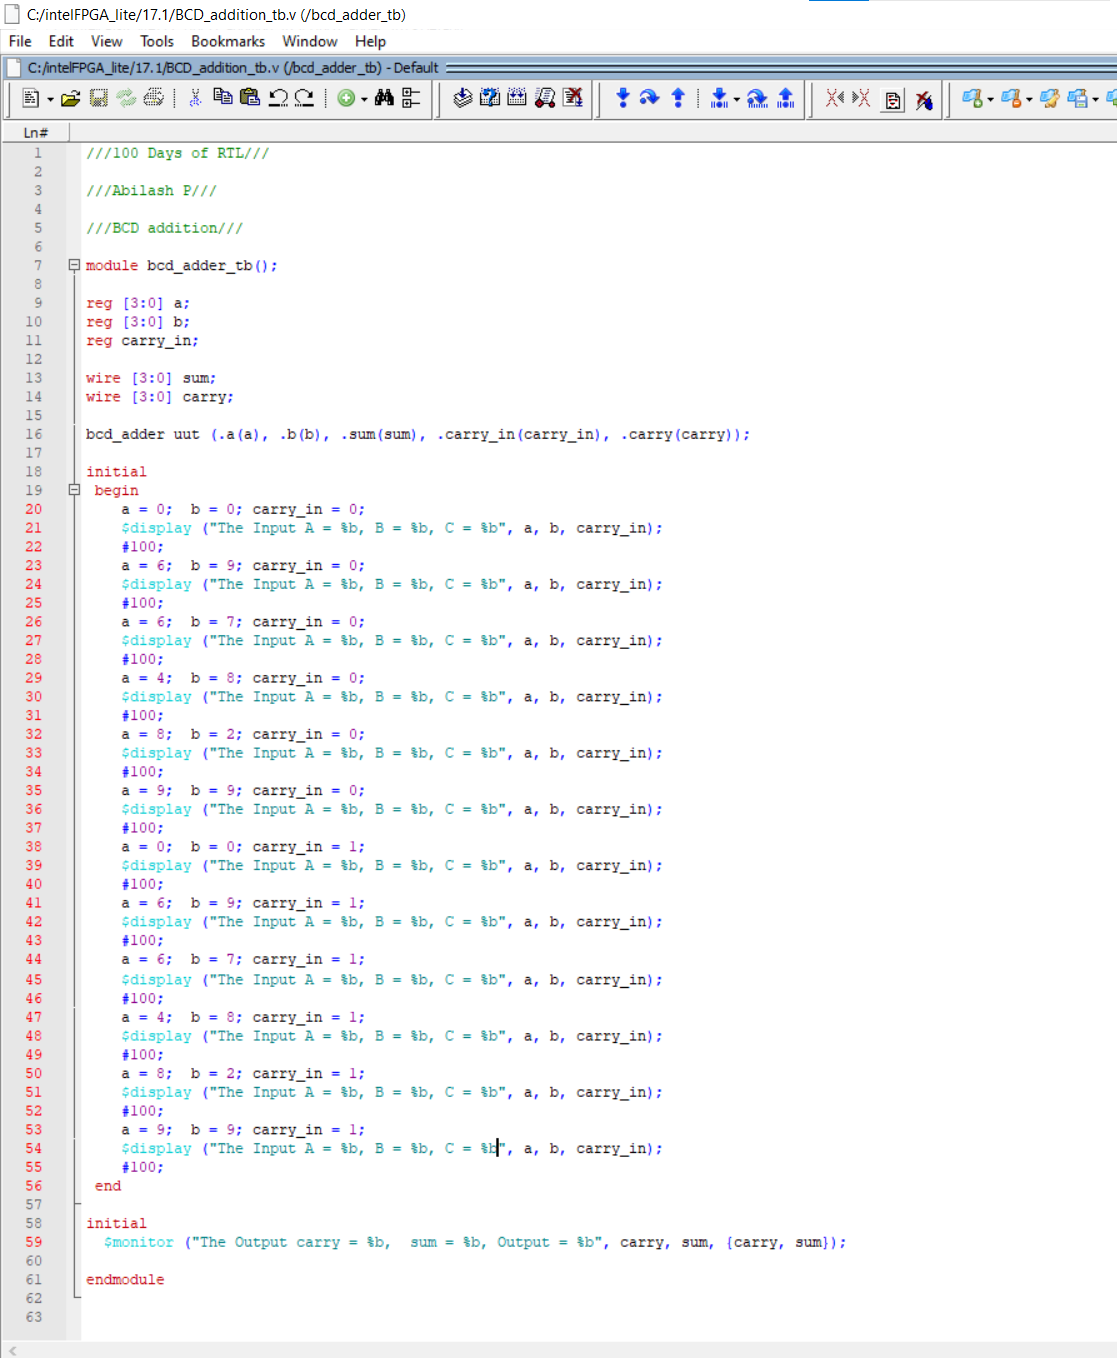 C:/intelFPGA_lite/17.1/BCD_addition_tb.v (/bcd_adder_tb)
File Edit View Tools Bookmarks Window Help
C:/intelFPGA_lite/17.1/BCD_addition_tb.v (/bcd_adder_tb) - Default
Ln#
1 ///100 Days of RTL///
2
3 ///Abilash P///
4
5 ///BCD addition///
6
7 module bcd_adder_tb();
8
9 reg [3:0] a;
10 reg [3:0] b;
11 reg carry_in;
12
13 wire [3:0] sum;
14 wire [3:0] carry;
15
16 bcd_adder uut (.a(a), .b(b), .sum(sum), .carry_in(carry_in), .carry(carry));
17
18 initial
19 begin
20 a = 0;  b = 0; carry_in = 0;
21 $display ("The Input A = %b, B = %b, C = %b", a, b, carry_in);
22 #100;
23 a = 6;  b = 9; carry_in = 0;
24 $display ("The Input A = %b, B = %b, C = %b", a, b, carry_in);
25 #100;
26 a = 6;  b = 7; carry_in = 0;
27 $display ("The Input A = %b, B = %b, C = %b", a, b, carry_in);
28 #100;
29 a = 4;  b = 8; carry_in = 0;
30 $display ("The Input A = %b, B = %b, C = %b", a, b, carry_in);
31 #100;
32 a = 8;  b = 2; carry_in = 0;
33 $display ("The Input A = %b, B = %b, C = %b", a, b, carry_in);
34 #100;
35 a = 9;  b = 9; carry_in = 0;
36 $display ("The Input A = %b, B = %b, C = %b", a, b, carry_in);
37 #100;
38 a = 0;  b = 0; carry_in = 1;
39 $display ("The Input A = %b, B = %b, C = %b", a, b, carry_in);
40 #100;
41 a = 6;  b = 9; carry_in = 1;
42 $display ("The Input A = %b, B = %b, C = %b", a, b, carry_in);
43 #100;
44 a = 6;  b = 7; carry_in = 1;
45 $display ("The Input A = %b, B = %b, C = %b", a, b, carry_in);
46 #100;
47 a = 4;  b = 8; carry_in = 1;
48 $display ("The Input A = %b, B = %b, C = %b", a, b, carry_in);
49 #100;
50 a = 8;  b = 2; carry_in = 1;
51 $display ("The Input A = %b, B = %b, C = %b", a, b, carry_in);
52 #100;
53 a = 9;  b = 9; carry_in = 1;
54 $display ("The Input A = %b, B = %b, C = %b", a, b, carry_in);
55 #100;
56 end
57
58 initial
59 $monitor ("The Output carry = %b,  sum = %b, Output = %b", carry, sum, {carry, sum});
60
61 endmodule
62
63